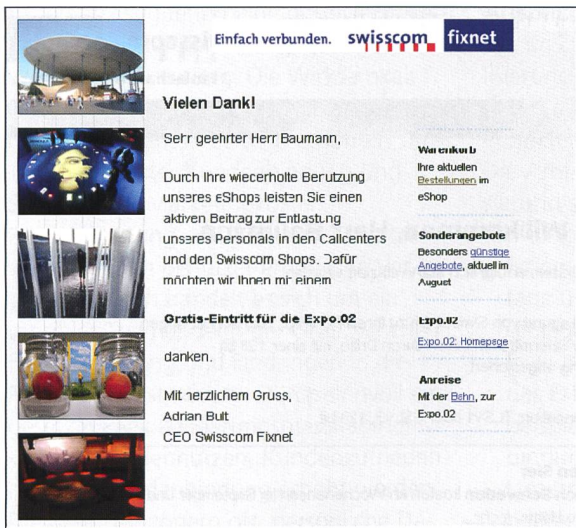 Einfach verbunden. swisscom fixnet
Vielen Dank!
Sehr geehrter Herr Baumann,
Durch Ihre wiederholte Benutzung
unseres eShops leisten Sie einen
aktiven Beitrag zur Entlastung
unseres Personals in den Callcenters
und den Swisscom Shops. Dafür
möchten wir Ihnen mit einem
Gratis-Eintritt für die Expo.02
danken.
Mit herzlichem Gruss,
Adrian Bult
CEO Swisscom Fixnet
Warenkorb
Ihre aktuellen
Bestellungen im
eShop
Sonderangebote
Besonders günstige
Angebote, aktuell im
August
Expo.02
Expo.02: Homepage
Anreise
Mit der Bahn, zur
Expo.02